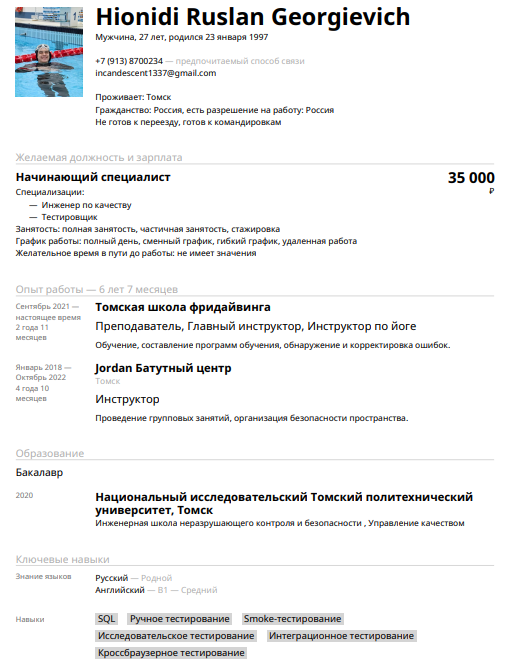 Hionidi Ruslan Georgievich
Мужчина, 27 лет, родился 23 января 1997
+7 (913) 8700234 — предпочитаемый способ связи
incandescent1337@gmail.com
Проживает: Томск
Гражданство: Россия, есть разрешение на работу: Россия
Не готов к переезду, готов к командировкам
Желаемая должность и зарплата
Начинающий специалист
35 000
₽
Специализации:
— Инженер по качеству
— Тестировщик
Занятость: полная занятость, частичная занятость, стажировка
График работы: полный день, сменный график, гибкий график, удаленная работа
Желательное время в пути до работы: не имеет значения
Опыт работы — 6 лет 7 месяцев
Сентябрь 2021 —
настоящее время
2 года 11
месяцев
Томская школа фридайвинга
Преподаватель, Главный инструктор, Инструктор по йоге
Обучение, составление программ обучения, обнаружение и корректировка ошибок.
Январь 2018 —
Октябрь 2022
4 года 10
месяцев
Jordan Батутный центр
Томск
Инструктор
Проведение групповых занятий, организация безопасности пространства.
Образование
Бакалавр
2020
Национальный исследовательский Томский политехнический
университет, Томск
Инженерная школа неразрушающего контроля и безопасности , Управление качеством
Ключевые навыки
Знание языков
Русский — Родной
Английский — B1 — Средний
Навыки
SQL Ручное тестирование Smoke-тестирование
Исследовательское тестирование Интеграционное тестирование
Кроссбраузерное тестирование